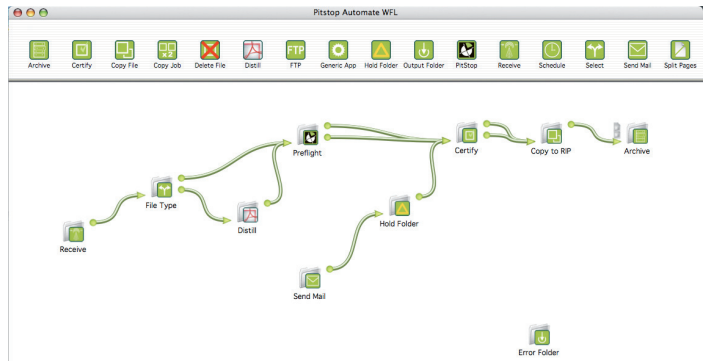 Pitstop Automate WFL
Archive Certify Copy File Copy Job Delete File Distill FTP Generic App Hold Folder Output Folder PitStop Receive Schedule Select Send Mail Split Pages
x2
FTP
Preflight
Certify
Copy to RIP
Archive
File Type
Distill
Hold Folder
Receive
Send Mail
Error Folder